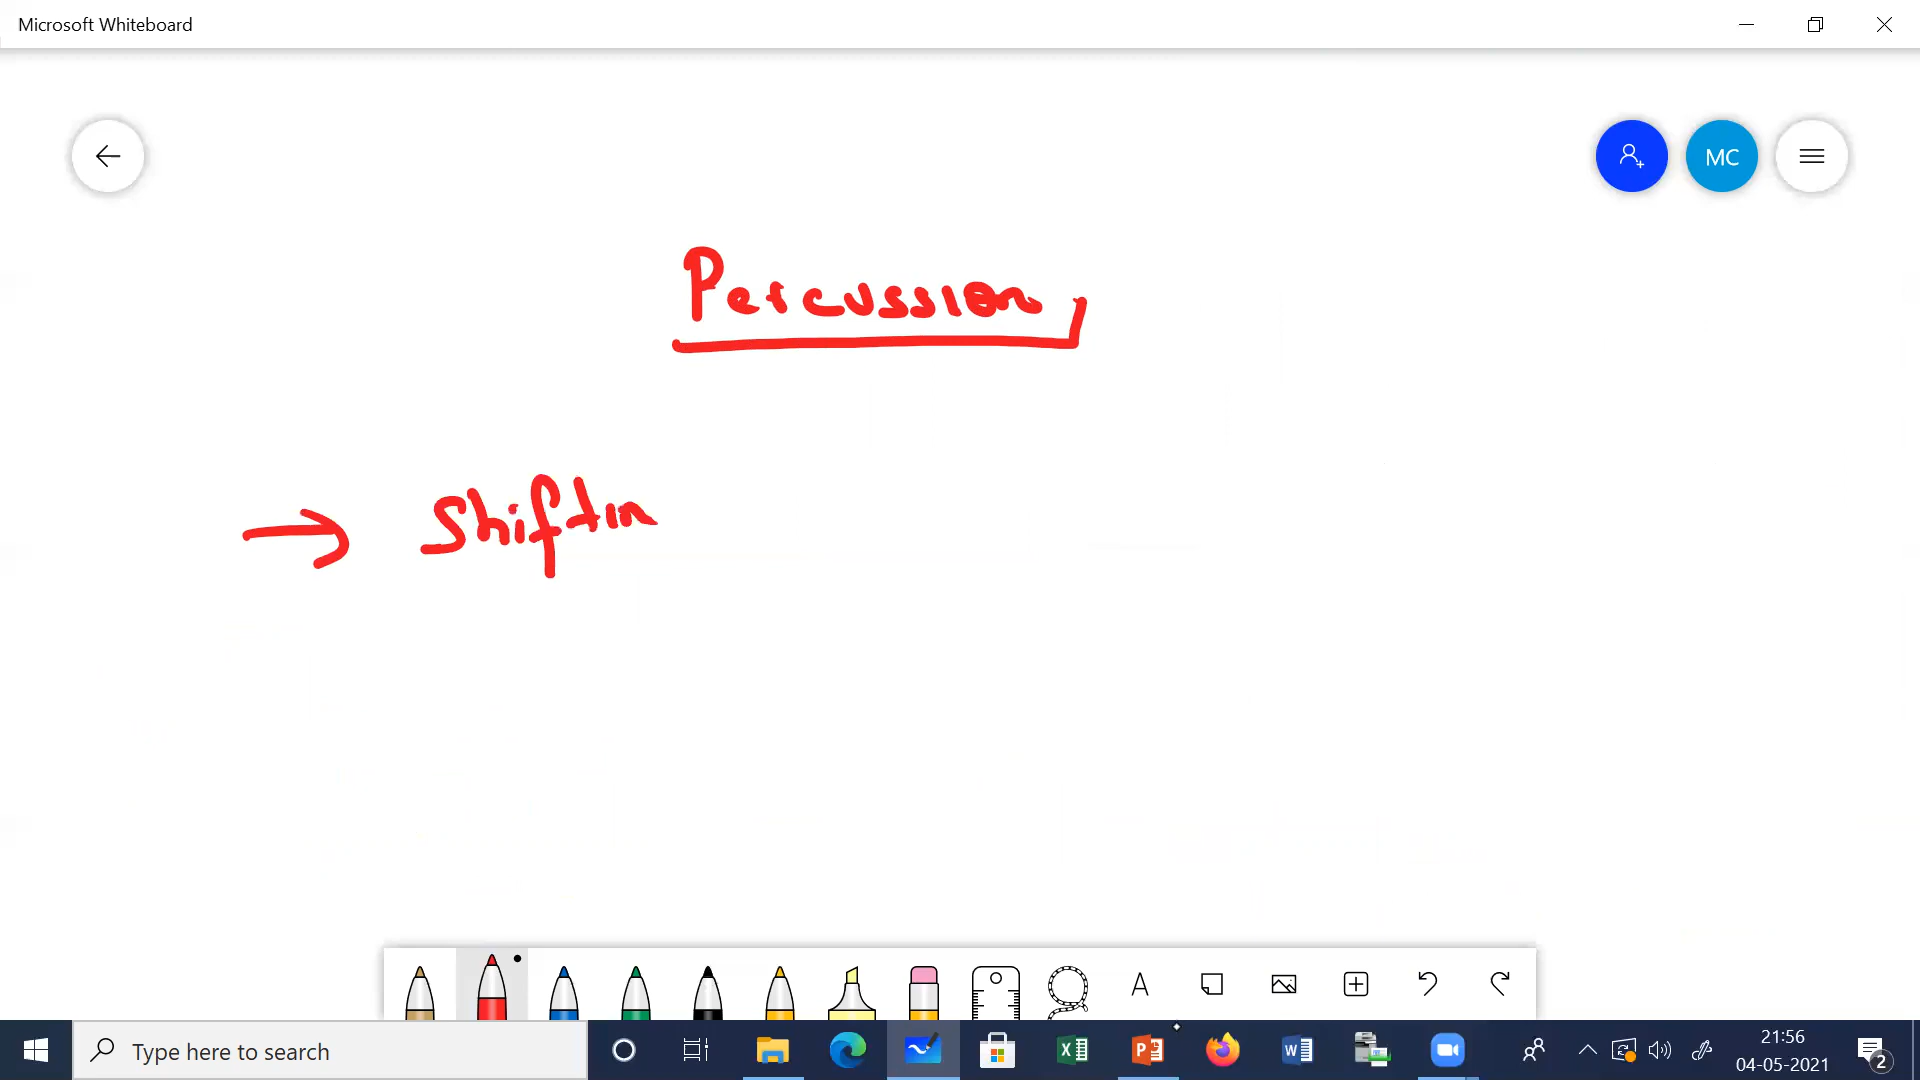 Microsoft Whiteboard
MC
Percussion
→ Shiftin
A
Type here to search
21:56
04-05-2021
2